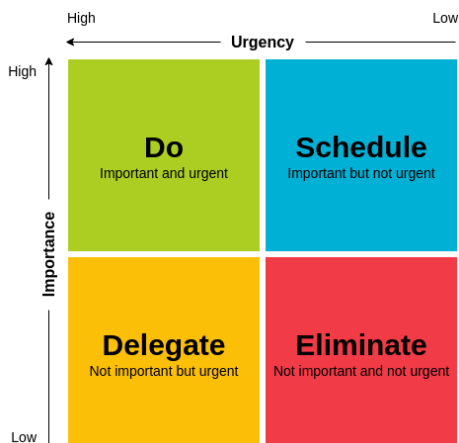 High
Low
Urgency
High
Do
Important and urgent
Schedule
Important but not urgent
Importance
Delegate
Not important but urgent
Eliminate
Not important and not urgent
Low